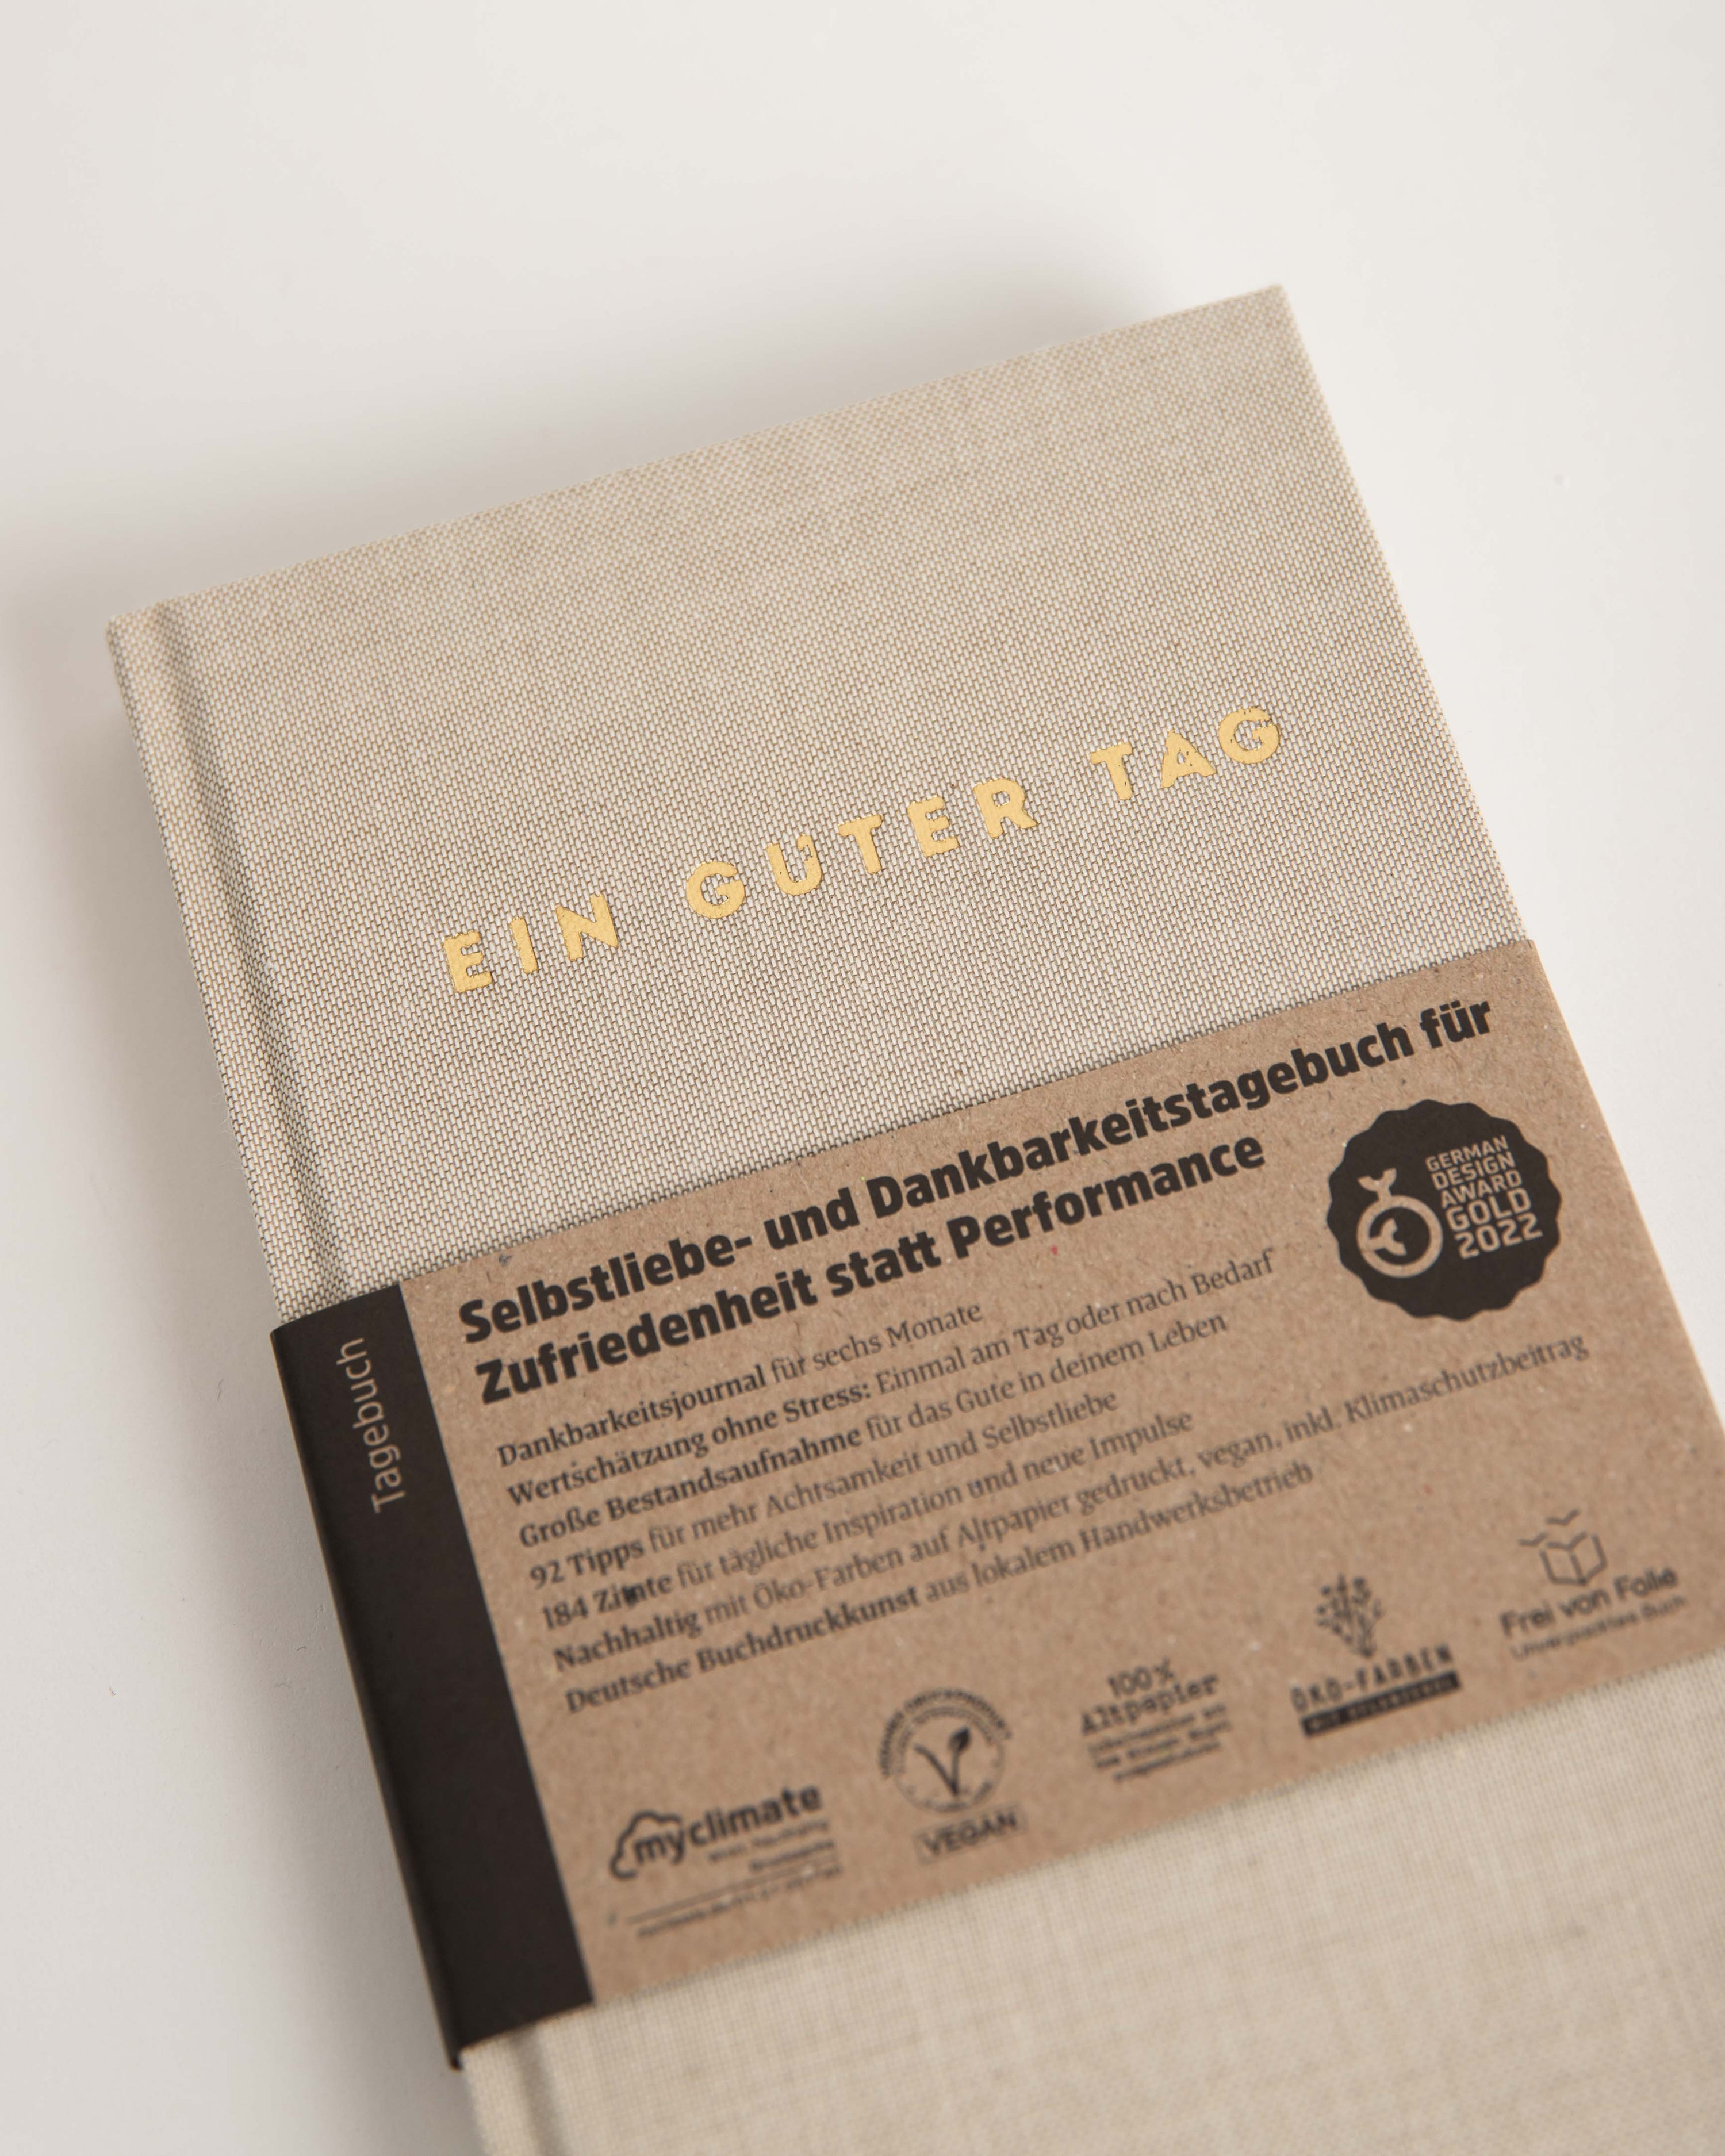 EIN GUTER TAG
Selbstliebe- und Dankbarkeitstagebuch für
Zufriedenheit statt Performance
GERMAN
DESIGN
AWARD
GOLD
2022
Tagebuch
Dankbarkeitsjournal für sechs Monate
Wertschätzung ohne Stress: Einmal am Tag oder nach Bedarf
Große Bestandsaufnahme für das Gute in deinem Leben
92 Tipps für mehr Achtsamkeit und Selbstliebe
184 für tägliche Inspiration und neue Impulse
Nachhaltig mit Öko-Farben auf Altpapier gedruckt, vegan, inkl. Klimaschutzbeitrag
Deutsche Buchdruckkunst aus lokalem Handwerksbetrieb
myclimate
VEGAN
100%
Altpapier
ÖKO-FARBEN
Frei von Folie
Unverpacktes Buch